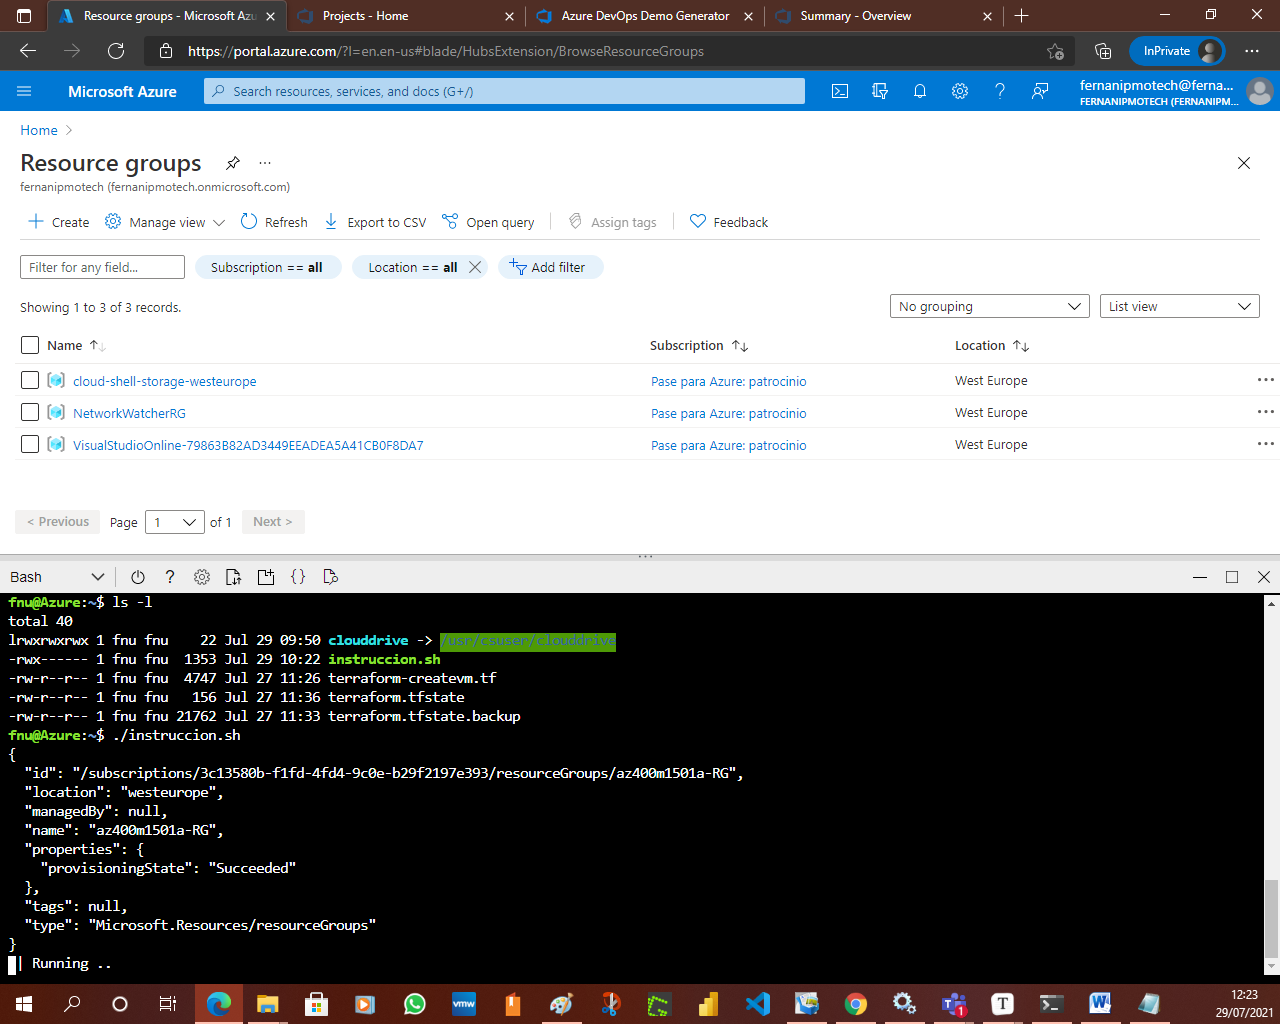 Resource groups - Microsoft Azu
Projects - Home
Azure DevOps Demo Generator
Summary - Overview
https://portal.azure.com/?l=en.en-us#blade/HubsExtension/BrowseResourceGroups
InPrivate
Microsoft Azure
Search resources, services, and docs (G+/)
fernanipmotech@ferna...
FERNANIPMOTECH (FERNANIPM...
Home
Resource groups
fernanipmotech (fernanipmotech.onmicrosoft.com)
Create
Manage view
Refresh
Export to CSV
Open query
Assign tags
Feedback
Filter for any field...
Subscription == all
Location == all
Add filter
Showing 1 to 3 of 3 records.
No grouping
List view
Name
Subscription
Location
cloud-shell-storage-westeurope
Pase para Azure: patrocinio
West Europe
NetworkWatcherRG
Pase para Azure: patrocinio
West Europe
VisualStudioOnline-79863B82AD3449EEADEA5A41CB0F8DA7
Pase para Azure: patrocinio
West Europe
< Previous
Page
1
of 1
Next >
Bash
fnu@Azure:~$ ls -l
total 40
lrwxrwxrwx 1 fnu fnu    22 Jul 29 09:50 clouddrive -> /usr/csuser/clouddrive
-rwx------ 1 fnu fnu  1353 Jul 29 10:22 instruccion.sh
-rw-r--r-- 1 fnu fnu  4747 Jul 27 11:26 terraform-createvm.tf
-rw-r--r-- 1 fnu fnu   156 Jul 27 11:36 terraform.tfstate
-rw-r--r-- 1 fnu fnu 21762 Jul 27 11:33 terraform.tfstate.backup
fnu@Azure:~$ ./instruccion.sh
{
  "id": "/subscriptions/3c13580b-f1fd-4fd4-9c0e-b29f2197e393/resourceGroups/az400m1501a-RG",
  "location": "westeurope",
  "managedBy": null,
  "name": "az400m1501a-RG",
  "properties": {
    "provisioningState": "Succeeded"
  },
  "tags": null,
  "type": "Microsoft.Resources/resourceGroups"
}
| Running ..
vmw
1
T
12:23
29/07/2021